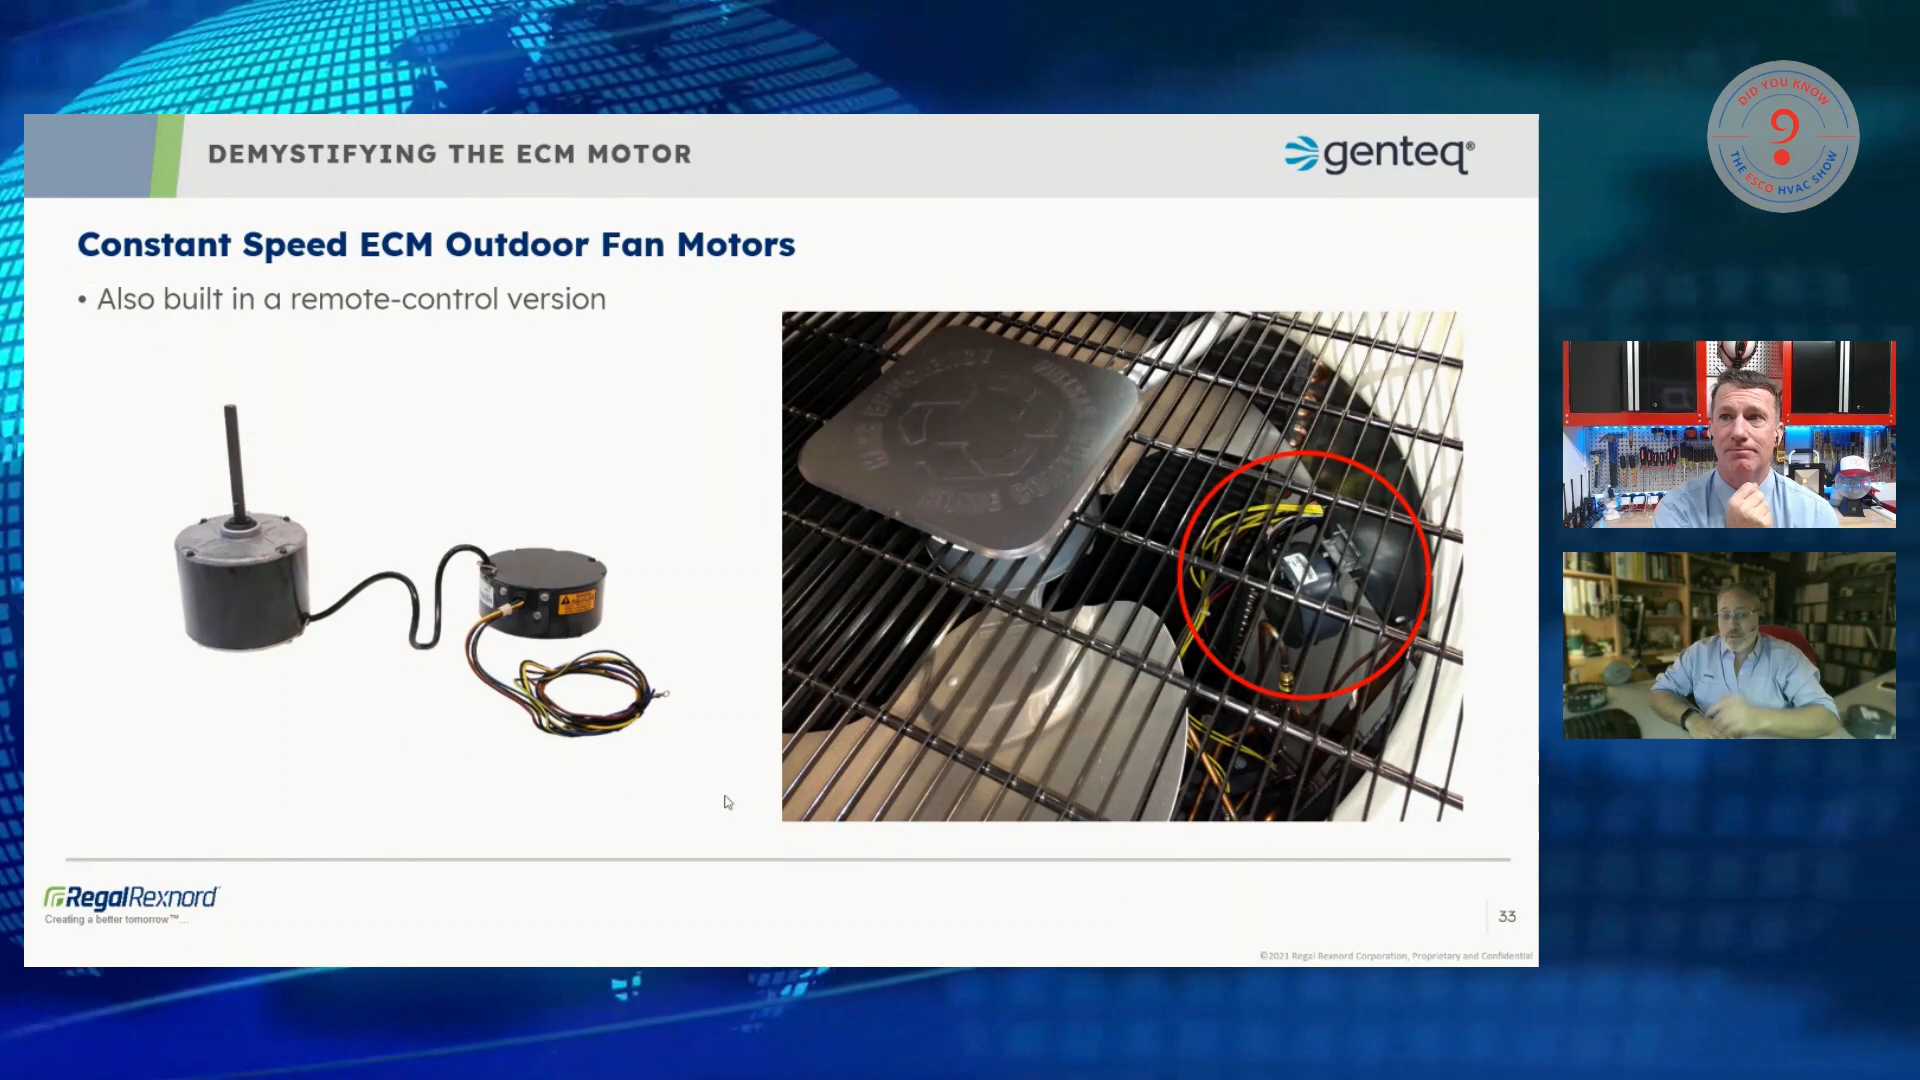 DEMYSTIFYING THE ECM MOTOR
genteq®
DID YOU KNOW
?
THE ESCO HVAC SHOW
Constant Speed ECM Outdoor Fan Motors
• Also built in a remote-control version
RegalRexnord
Creating a better tomorrow™...
33
©2021 Regal Rexnord Corporation, Proprietary and Confidential